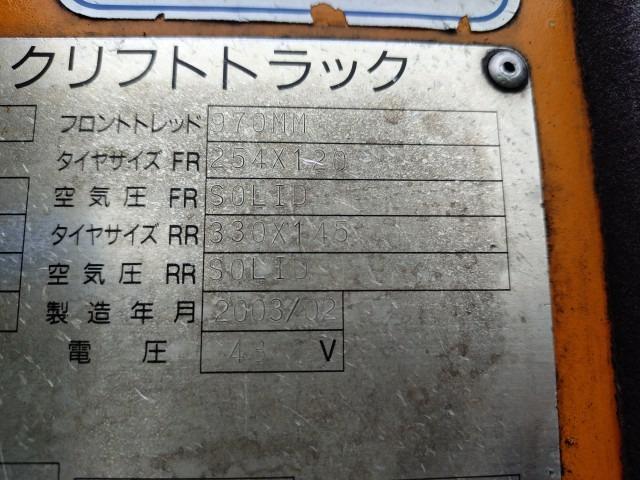 クリフトトラック
フロントトレッド 970MM
タイヤサイズ FR 254X120
空気圧 FR SOLID
タイヤサイズ RR 330X145
空気圧 RR SOLID
製造年月 2003/02
電圧 48 V